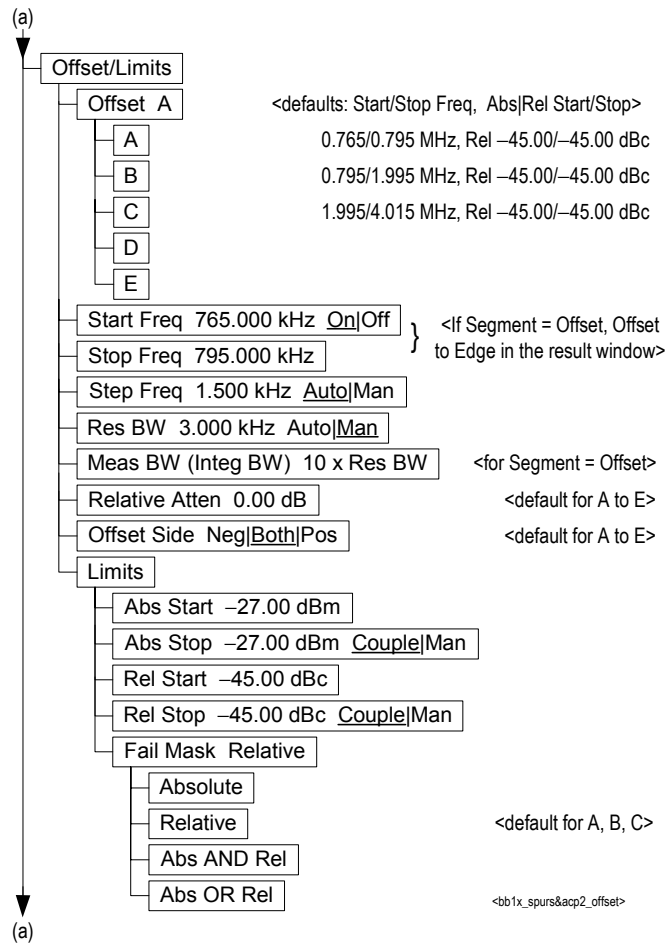 (a)
Offset/Limits
Offset A <defaults: Start/Stop Freq, Abs|Rel Start/Stop>
A 0.765/0.795 MHz, Rel –45.00/–45.00 dBc
B 0.795/1.995 MHz, Rel –45.00/–45.00 dBc
C 1.995/4.015 MHz, Rel –45.00/–45.00 dBc
D
E
Start Freq 765.000 kHz On|Off
} <If Segment = Offset, Offset
to Edge in the result window>
Stop Freq 795.000 kHz
Step Freq 1.500 kHz Auto|Man
Res BW 3.000 kHz Auto|Man
Meas BW (Integ BW) 10 x Res BW <for Segment = Offset>
Relative Atten 0.00 dB <default for A to E>
Offset Side Neg|Both|Pos <default for A to E>
Limits
Abs Start –27.00 dBm
Abs Stop –27.00 dBm Couple|Man
Rel Start –45.00 dBc
Rel Stop –45.00 dBc Couple|Man
Fail Mask Relative
Absolute
Relative <default for A, B, C>
Abs AND Rel
Abs OR Rel <bb1x_spurs&acp2_offset>
(a)